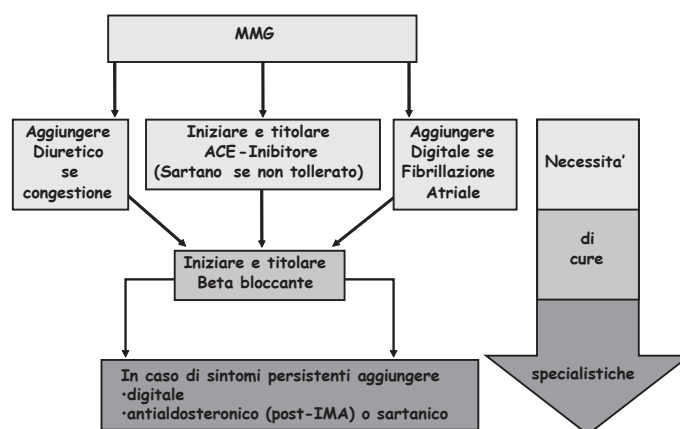 MMG
Aggiungere
Diuretico
se
congestione
Iniziare e titolare
ACE-Inibitore
(Sartano se non tollerato)
Aggiungere
Digitale se
Fibrillazione
Atriale
Necessita'
Iniziare e titolare
Beta bloccante
di
cure
In caso di sintomi persistenti aggiungere
•digitale
•antialdosteronico (post-IMA) o sartanico
specialistiche